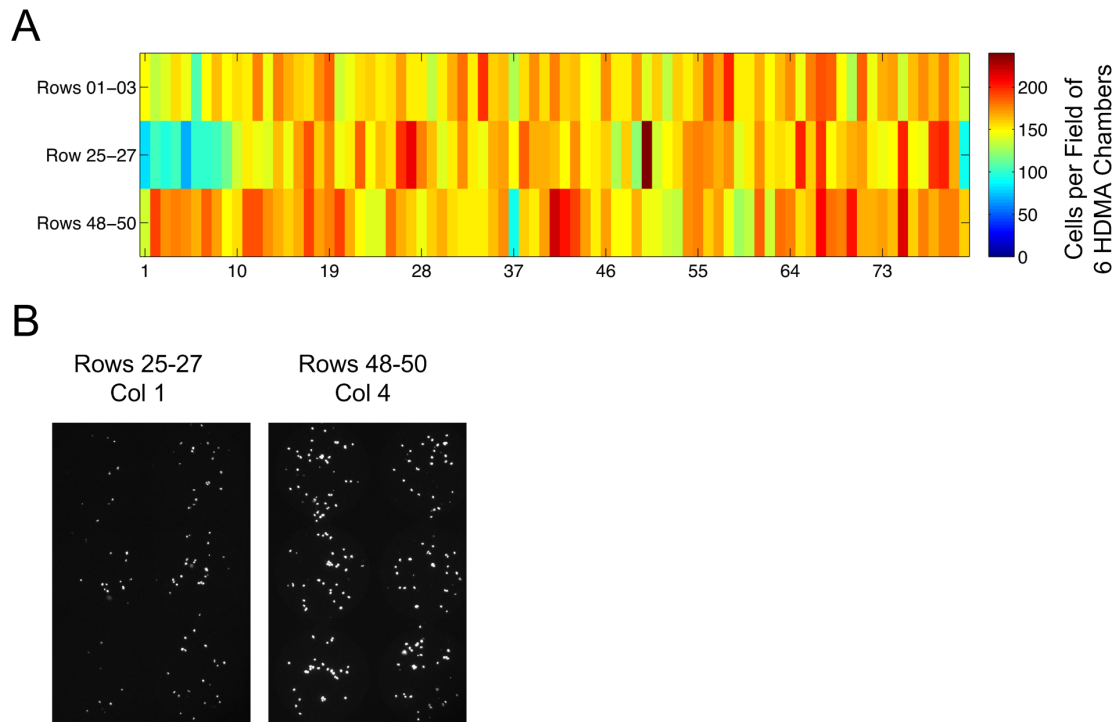 A
Rows 01–03
Row 25–27
Rows 48–50
1 10 19 28 37 46 55 64 73
200
150
100
50
0
Cells per Field of
6 HDMA Chambers
B
Rows 25-27
Col 1
Rows 48-50
Col 4